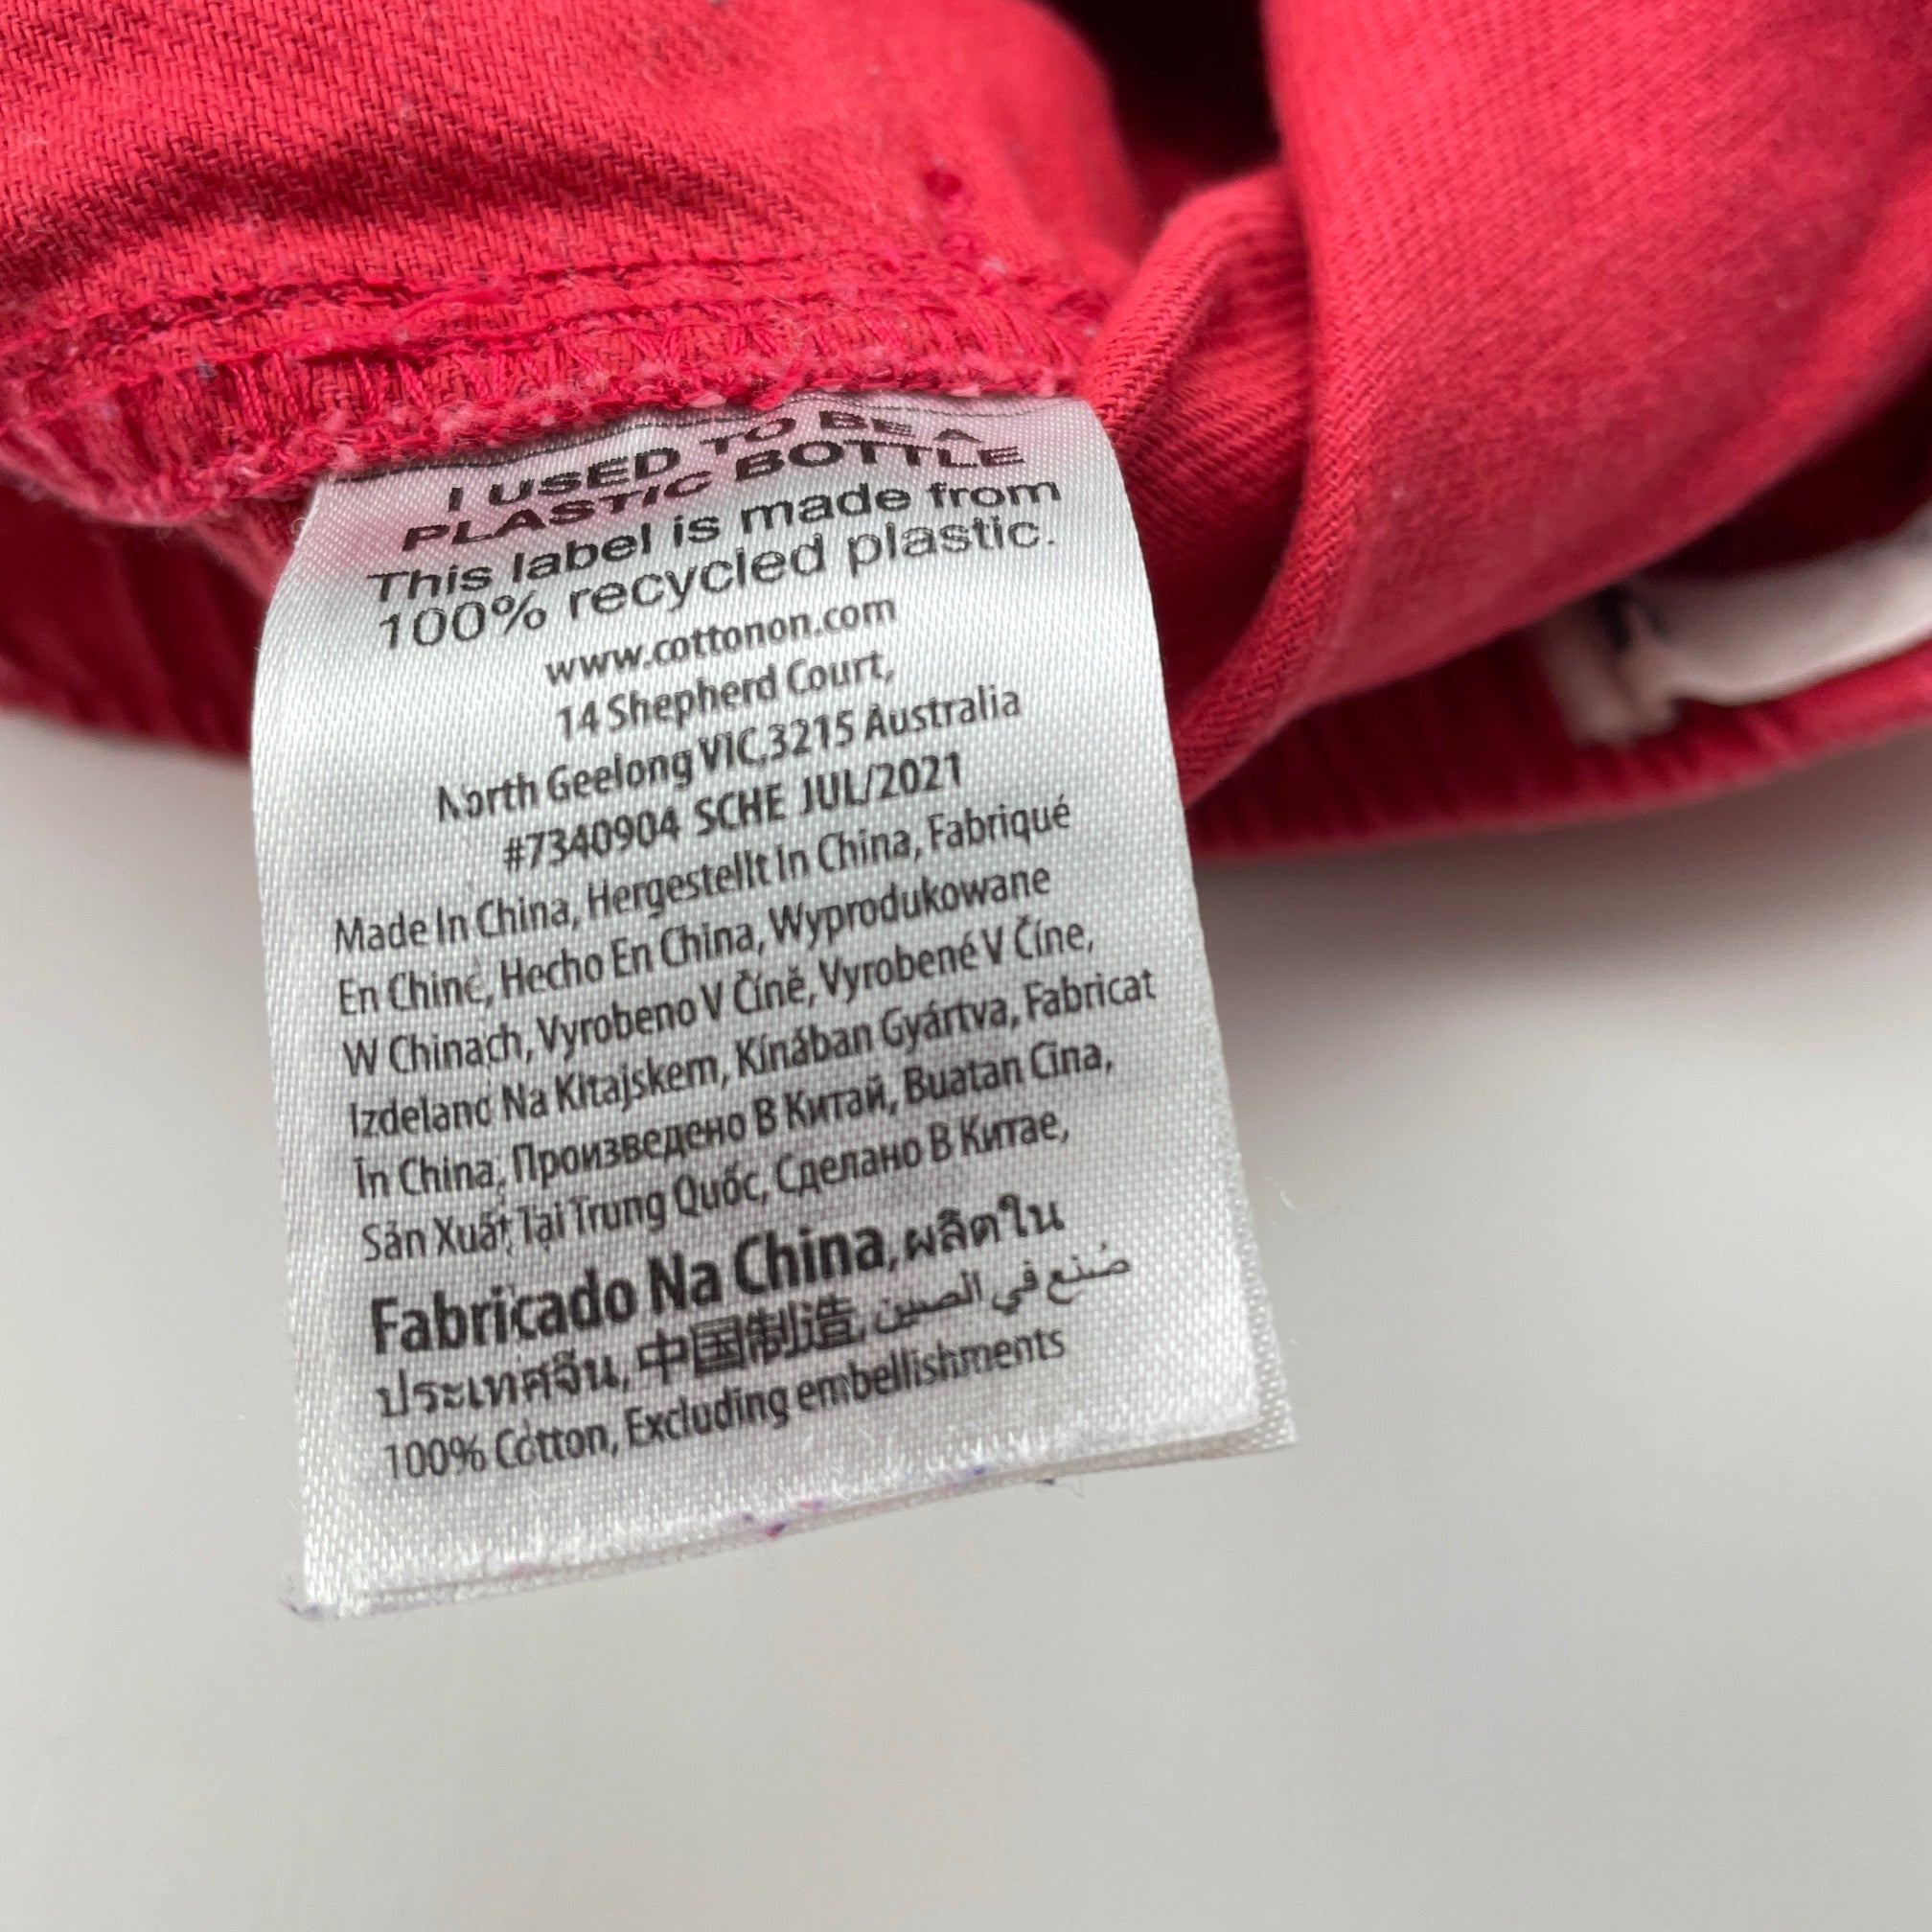 I USED TO BE A
PLASTIC BOTTLE
This label is made from
100% recycled plastic.
www.cottonon.com
14 Shepherd Court,
North Geelong VIC,3215 Australia
#7340904 SCHE JUL/2021
Made In China, Hergestellt in China, Fabriqué
En Chine, Hecho En China, Wyprodukowane
W Chinach, Vyrobeno V Číně, Vyrobené V Číne,
Izdelano Na Kitajskem, Kínában Gyártva, Fabricat
În China, Произведено В Китай, Buatan Cina,
Sản Xuất Tại Trung Quốc, Сделано В Китае,
Fabricado Na China, ผลิตใน
ประเทศจีน, 中国制造, صُنع في الصين
100% Cotton, Excluding embellishments